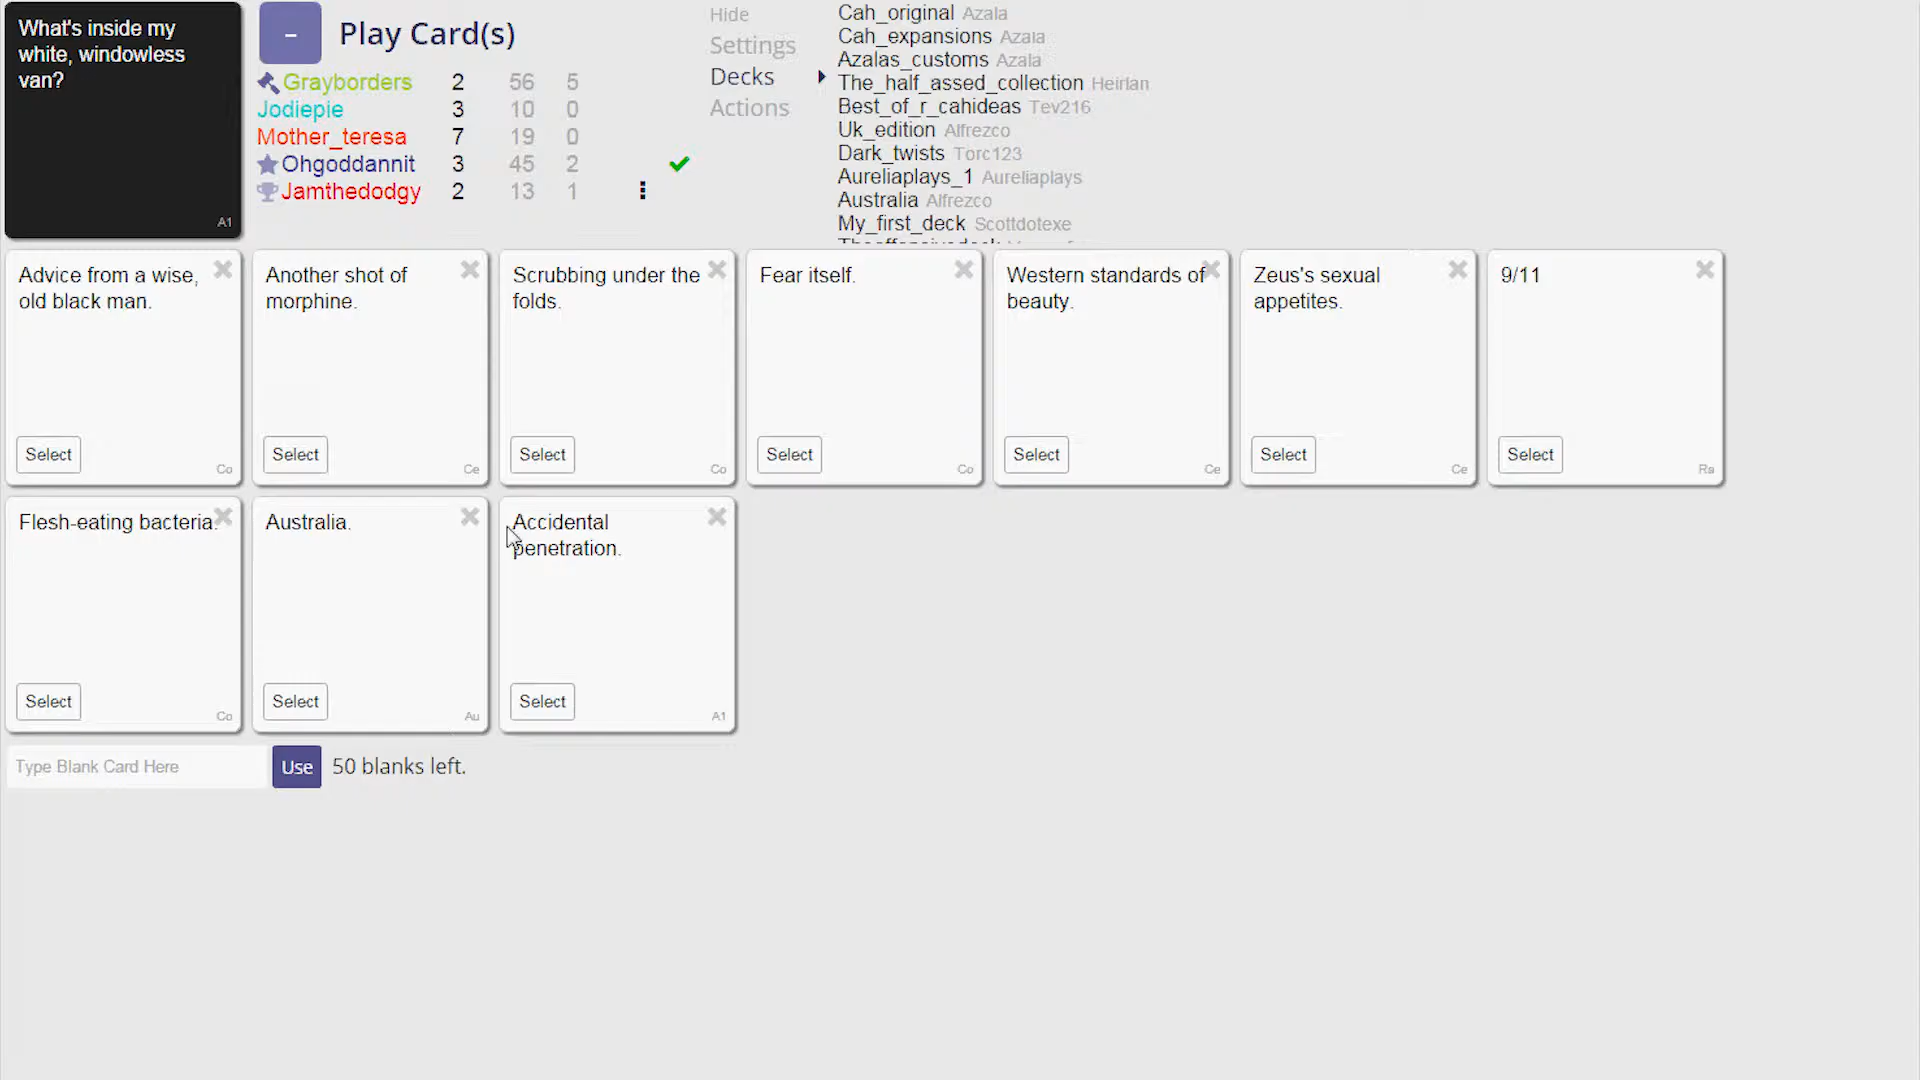 What's inside my
white, windowless
van?
A1
–
Play Card(s)
Grayborders 2 56 5
Jodiepie 3 10 0
Mother_teresa 7 19 0
Ohgoddannit 3 45 2
Jamthedodgy 2 13 1
Hide
Settings
Decks
Actions
Cah_original Azala
Cah_expansions Azala
Azalas_customs Azala
The_half_assed_collection Heirlan
Best_of_r_cahideas Tev216
Uk_edition Alfrezco
Dark_twists Torc123
Aureliaplays_1 Aureliaplays
Australia Alfrezco
My_first_deck Scottdotexe
Advice from a wise,
old black man.
Select
Co
Another shot of
morphine.
Select
Ce
Scrubbing under the
folds.
Select
Co
Fear itself.
Select
Co
Western standards of
beauty.
Select
Ce
Zeus's sexual
appetites.
Select
Ce
9/11
Select
Ra
Flesh-eating bacteria.
Select
Co
Australia.
Select
Au
Accidental
penetration.
Select
A1
Type Blank Card Here
Use
50 blanks left.